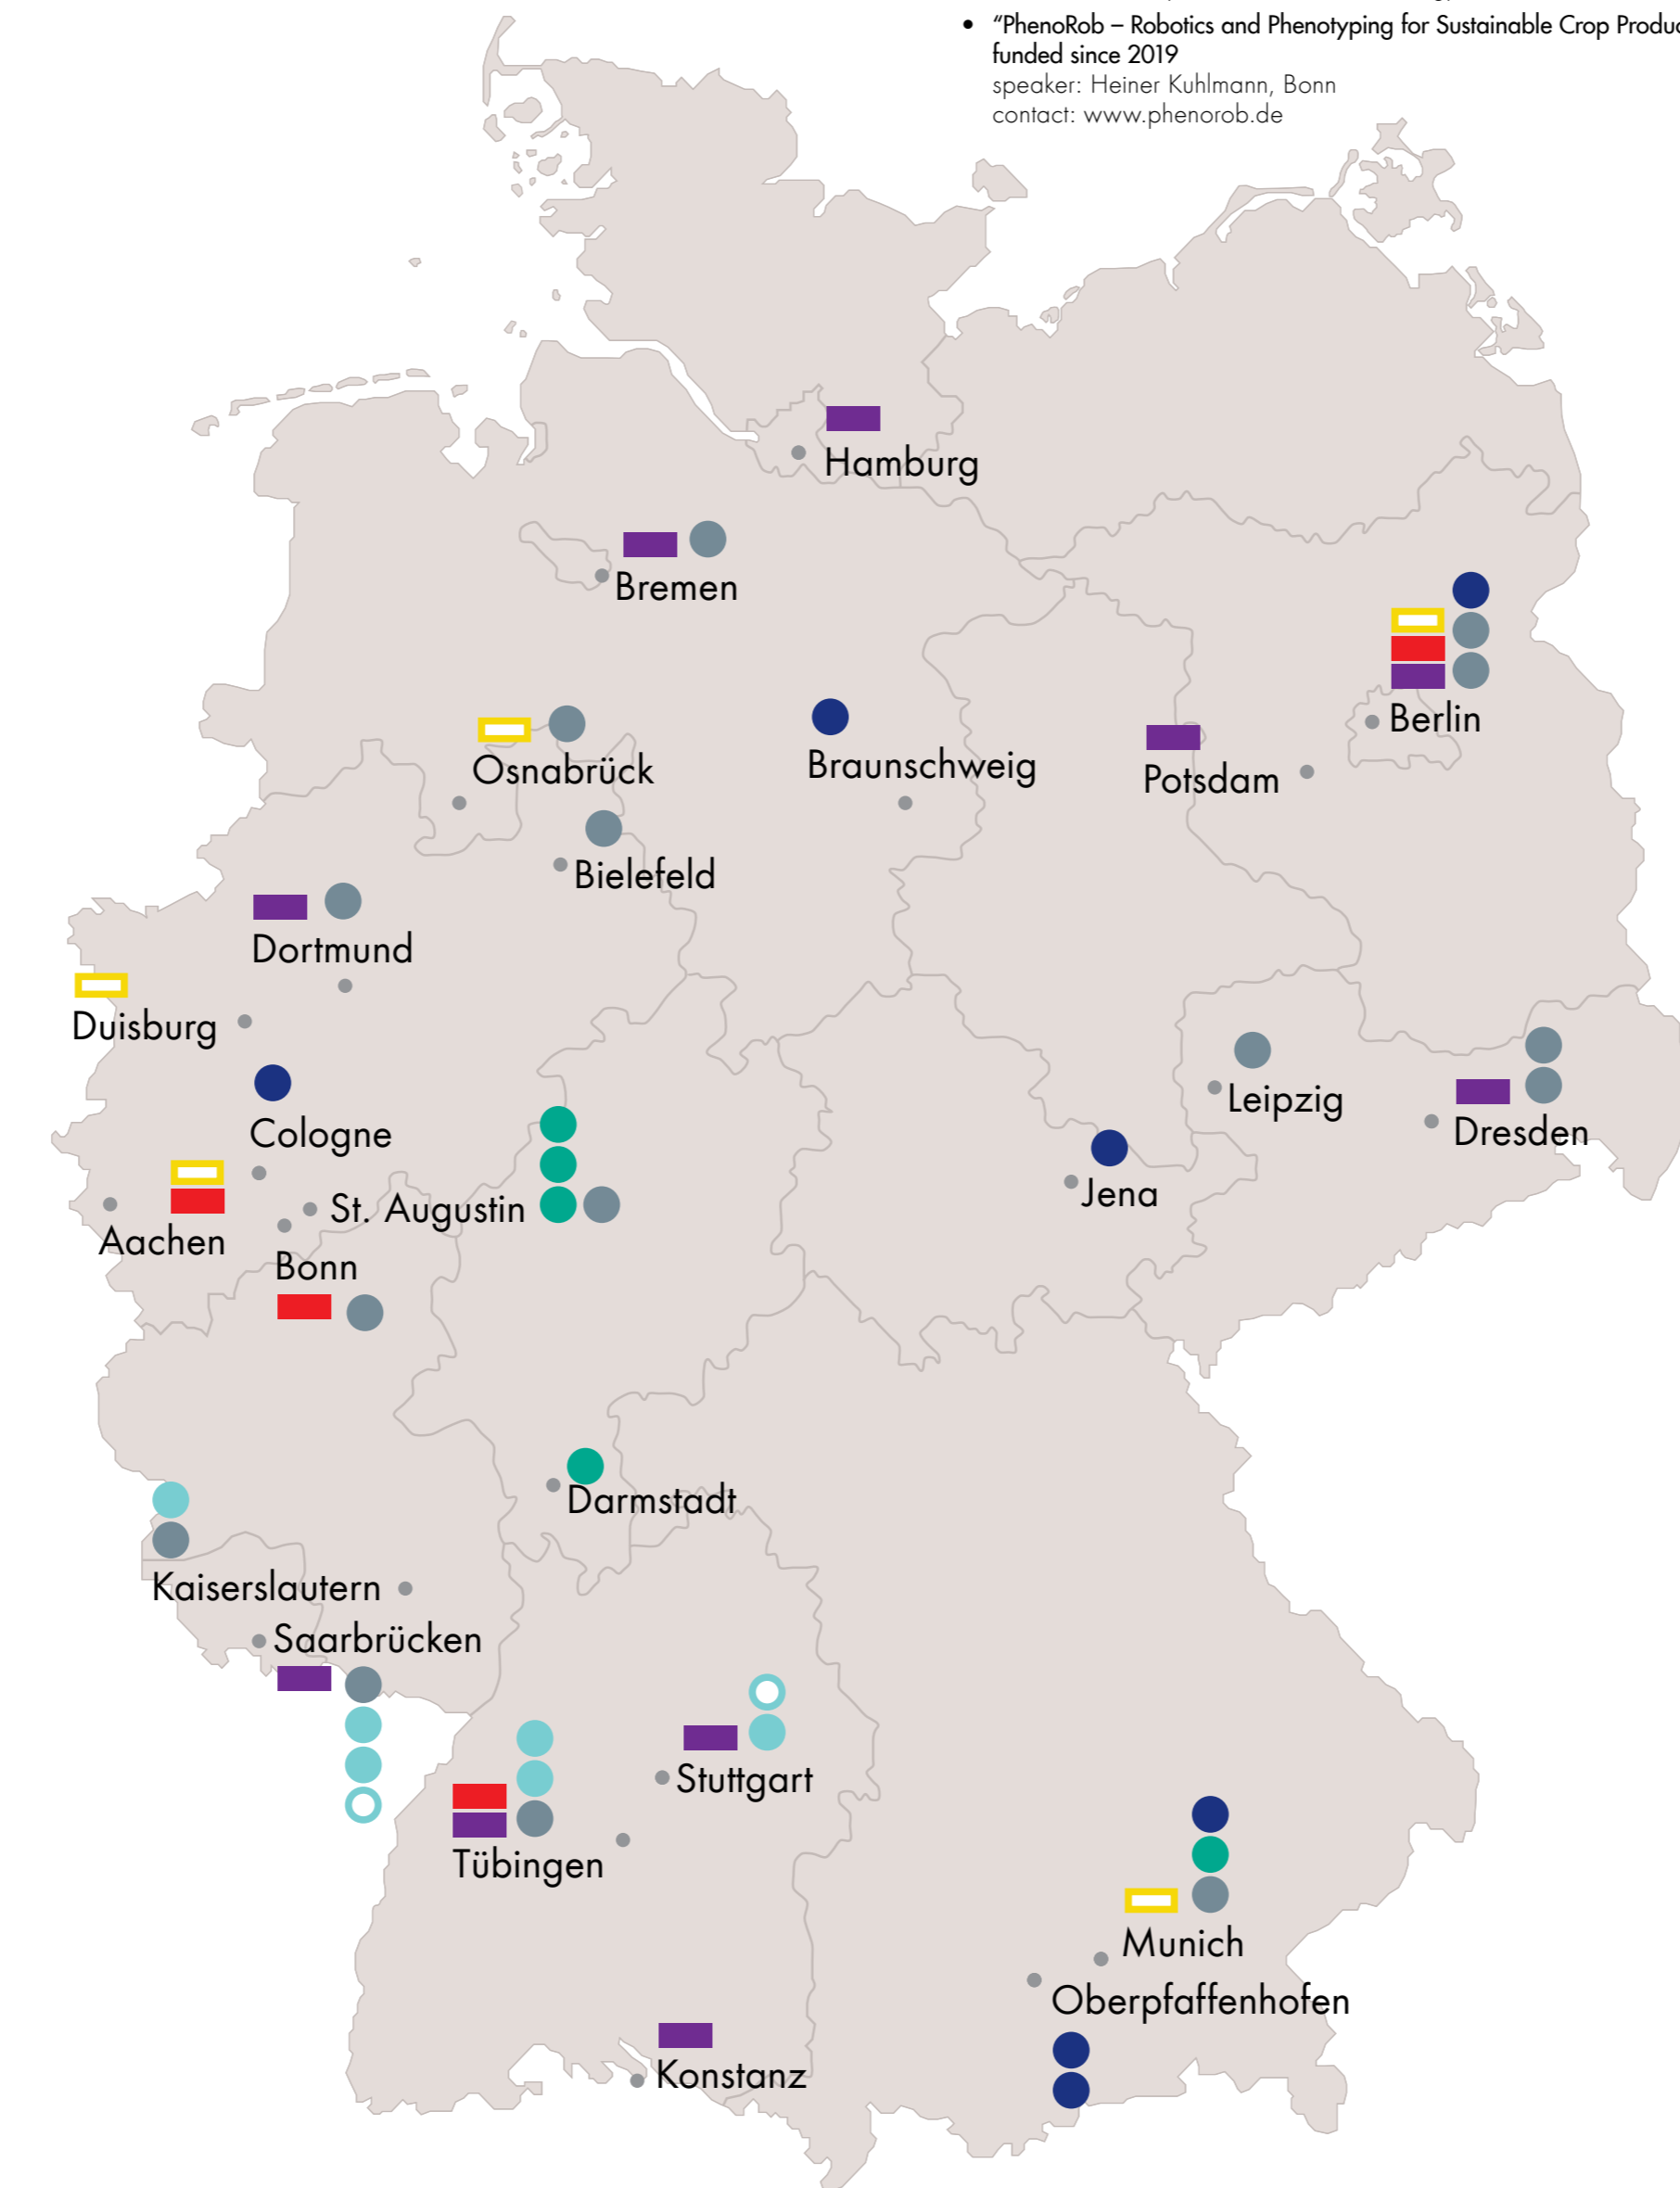 • “PhenoRob – Robotics and Phenotyping for Sustainable Crop
funded since 2019
speaker: Heiner Kuhlmann, Bonn
contact: www.phenorob.de
Hamburg
Bremen
Berlin
Osnabrück
Braunschweig
Potsdam
Bielefeld
Dortmund
Duisburg
Leipzig
Cologne
Dresden
Jena
St. Augustin
Aachen
Bonn
Darmstadt
Kaiserslautern
Saarbrücken
Stuttgart
Tübingen
Munich
Oberpfaffenhofen
Konstanz